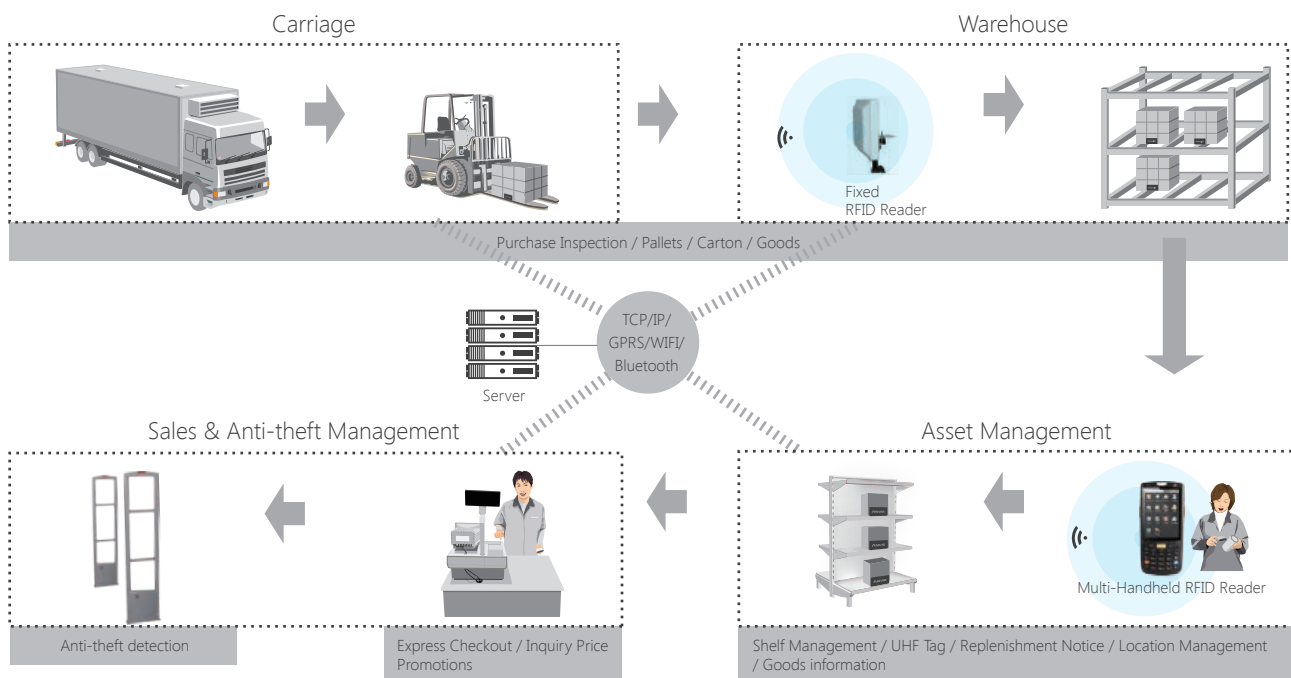 Carriage
Warehouse
Fixed
RFID Reader
Purchase Inspection / Pallets / Carton / Goods
TCP/IP/
GPRS/WIFI/
Bluetooth
Server
Sales & Anti-theft Management
Asset Management
Multi-Handheld RFID Reader
Anti-theft detection
Express Checkout / Inquiry Price
Promotions
Shelf Management / UHF Tag / Replenishment Notice / Location Management
/ Goods information